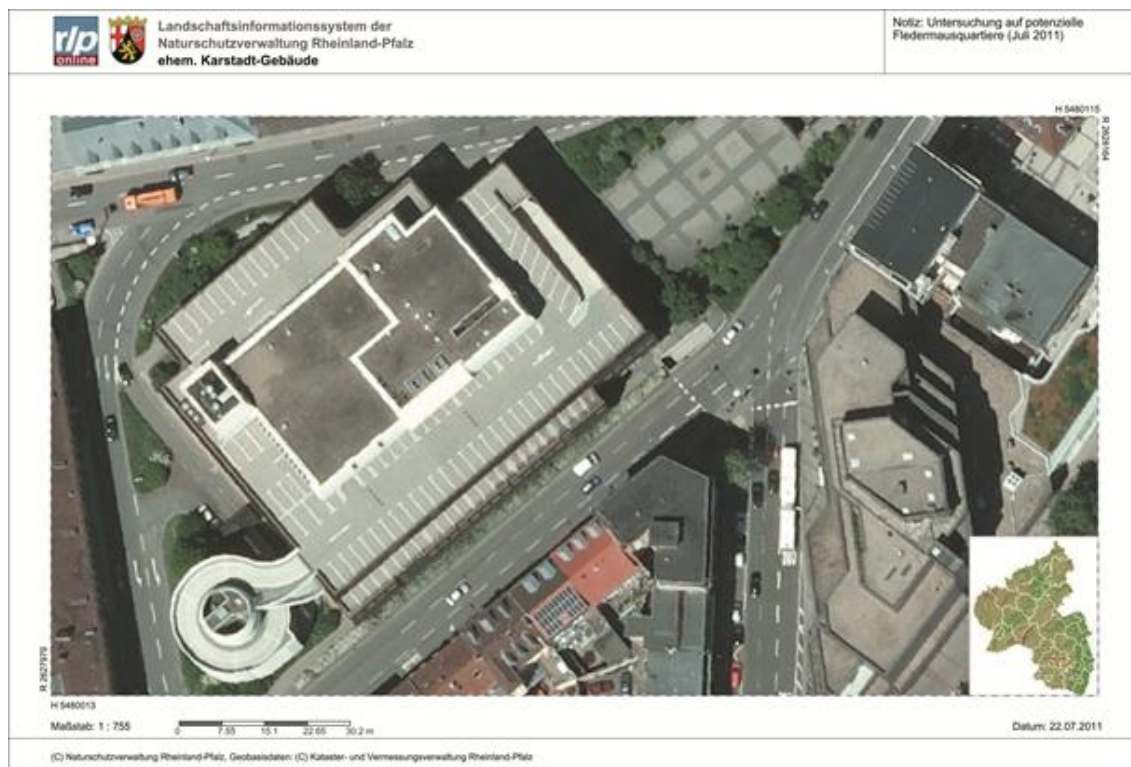 rlp
online
Landschaftsinformationssystem der
Naturschutzverwaltung Rheinland-Pfalz
ehem. Karstadt-Gebäude
Notiz: Untersuchung auf potenzielle
Fledermausquartiere (Juli 2011)
H 5480115
R 2628164
R 2627979
H 5480013
Maßstab: 1 : 755
0 7.55 15.1 22.65 30.2 m
Datum: 22.07.2011
(C) Naturschutzverwaltung Rheinland-Pfalz, Geobasisdaten: (C) Kataster- und Vermessungsverwaltung Rheinland-Pfalz